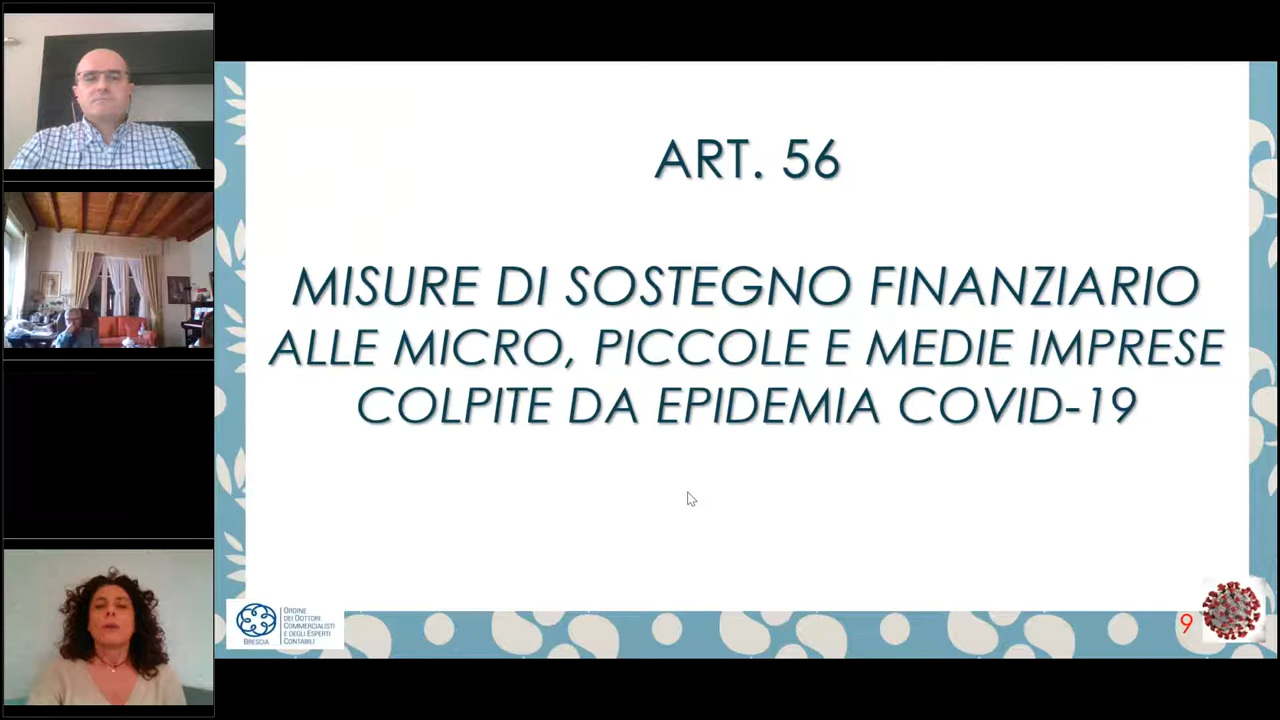 ART. 56
MISURE DI SOSTEGNO FINANZIARIO
ALLE MICRO, PICCOLE E MEDIE IMPRESE
COLPITE DA EPIDEMIA COVID-19
ORDINE
DEI DOTTORI
COMMERCIALISTI
E DEGLI ESPERTI
CONTABILI
BRESCIA
9